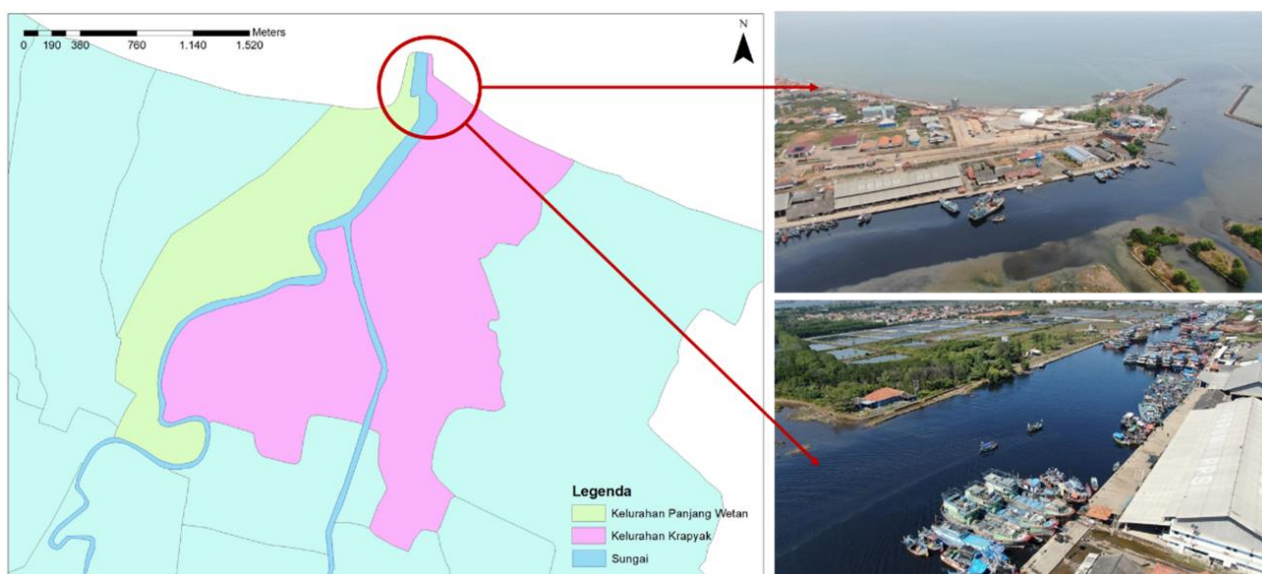 Meters
0 190 380 760 1.140 1.520
N
Legenda
Kelurahan Panjang Wetan
Kelurahan Krapyak
Sungai